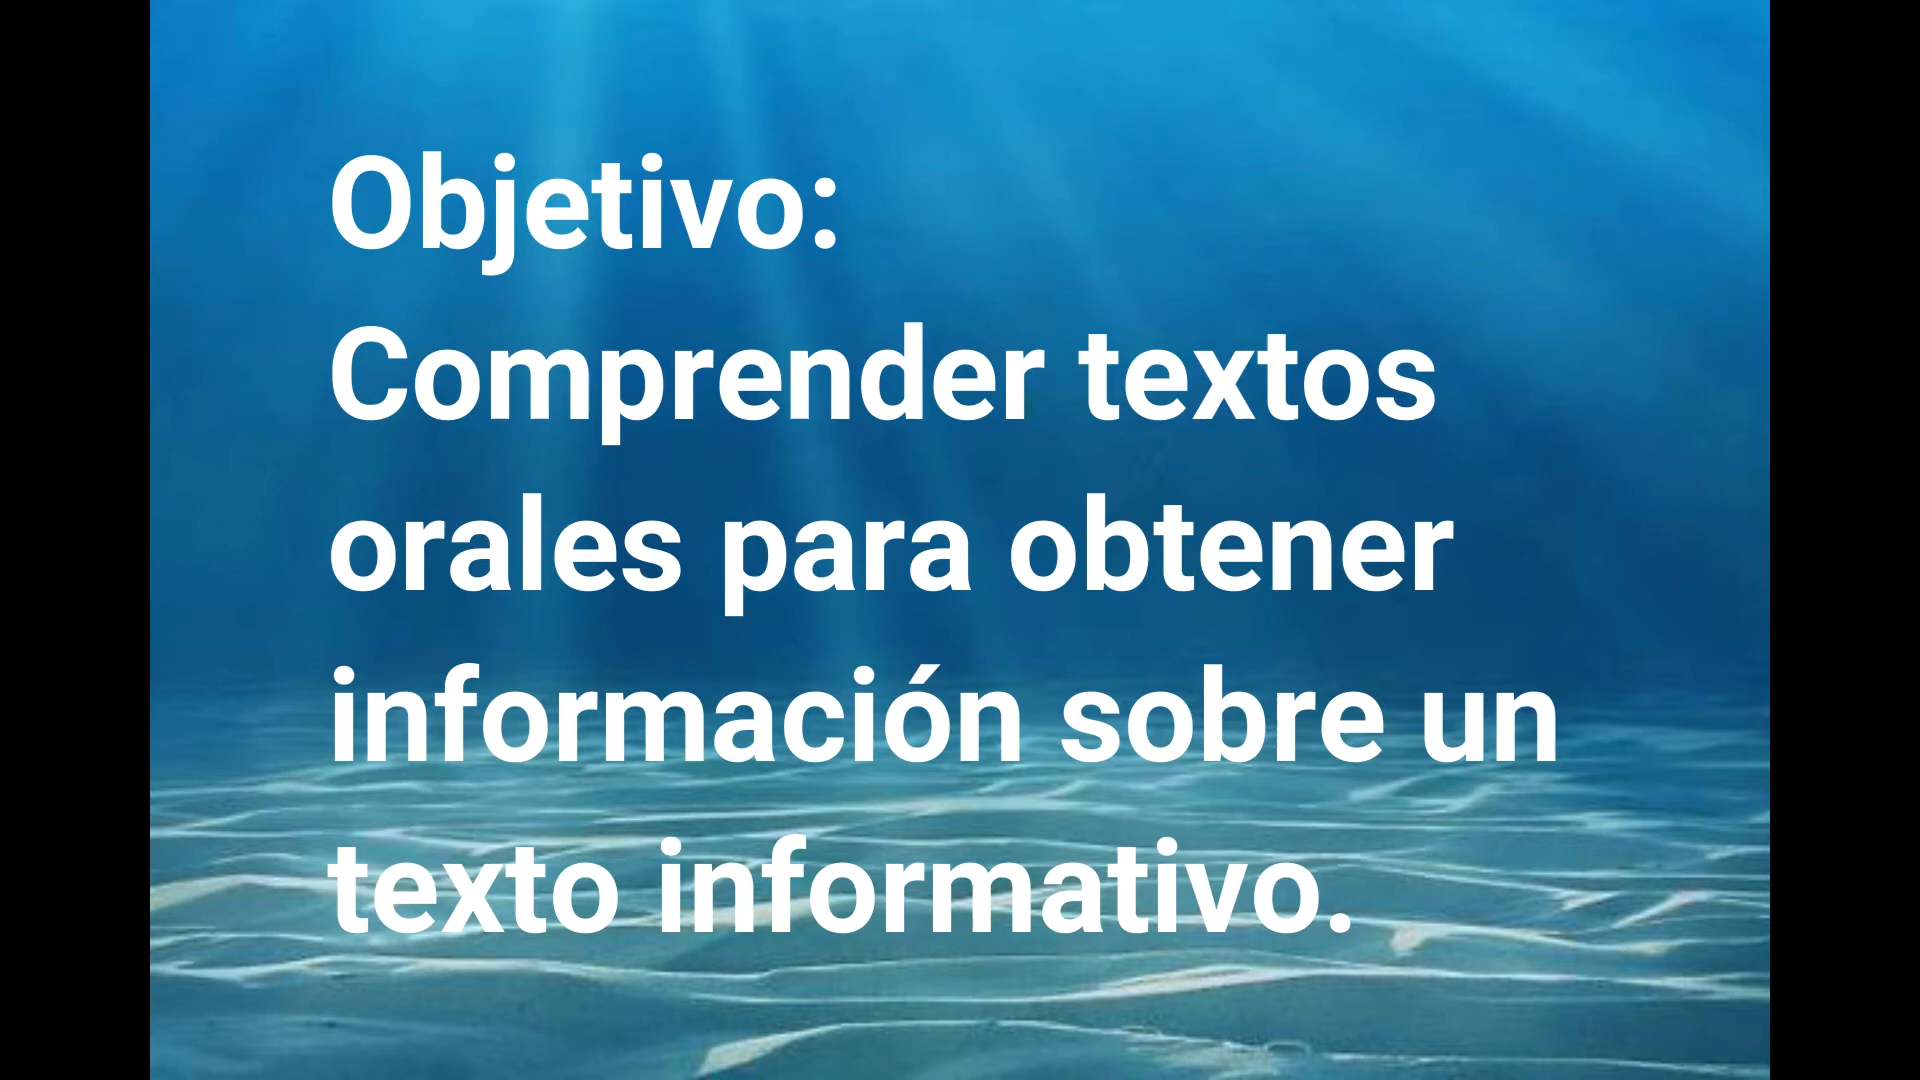 Objetivo:
Comprender textos
orales para obtener
información sobre un
texto informativo.